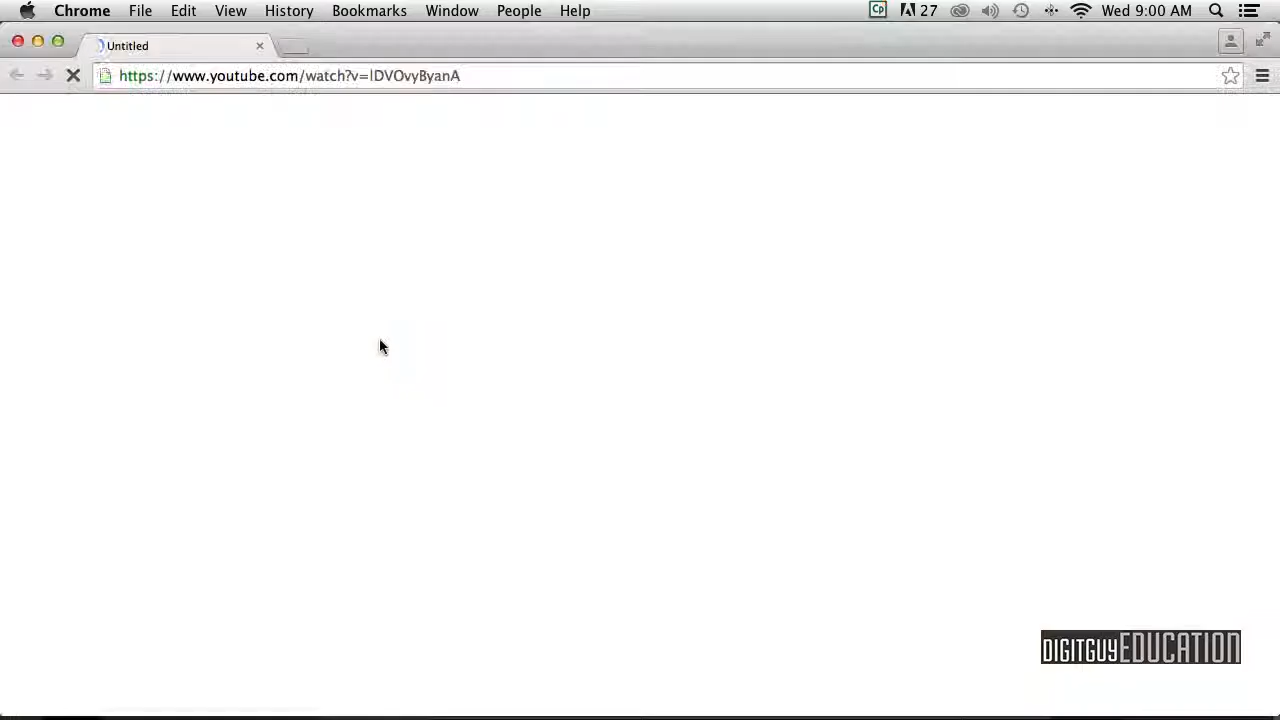 Chrome File Edit View History Bookmarks Window People Help 27 Wed 9:00 AM
Untitled
https://www.youtube.com/watch?v=lDVOvyByanA
DIGITGUYEDUCATION